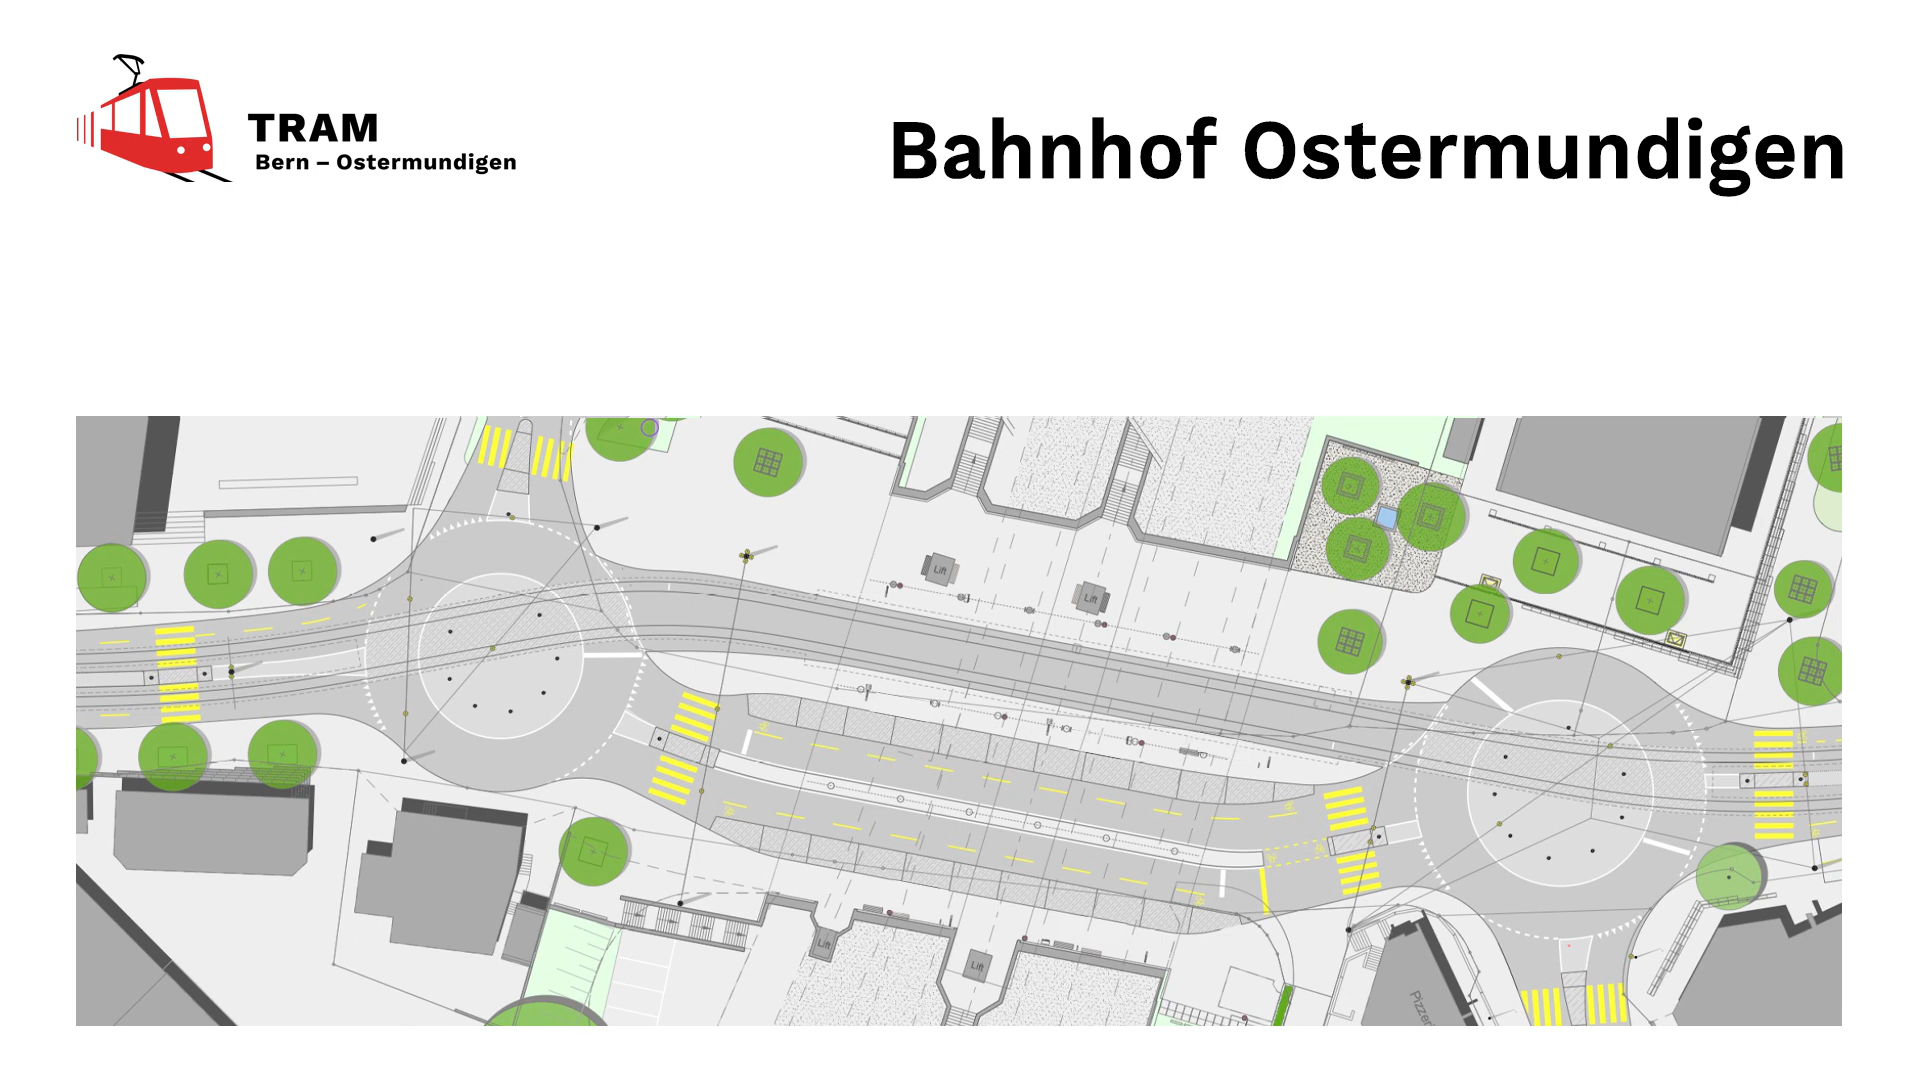 TRAM
Bern – Ostermundigen
Bahnhof Ostermundigen
Lift
Lift
Lift
Lift